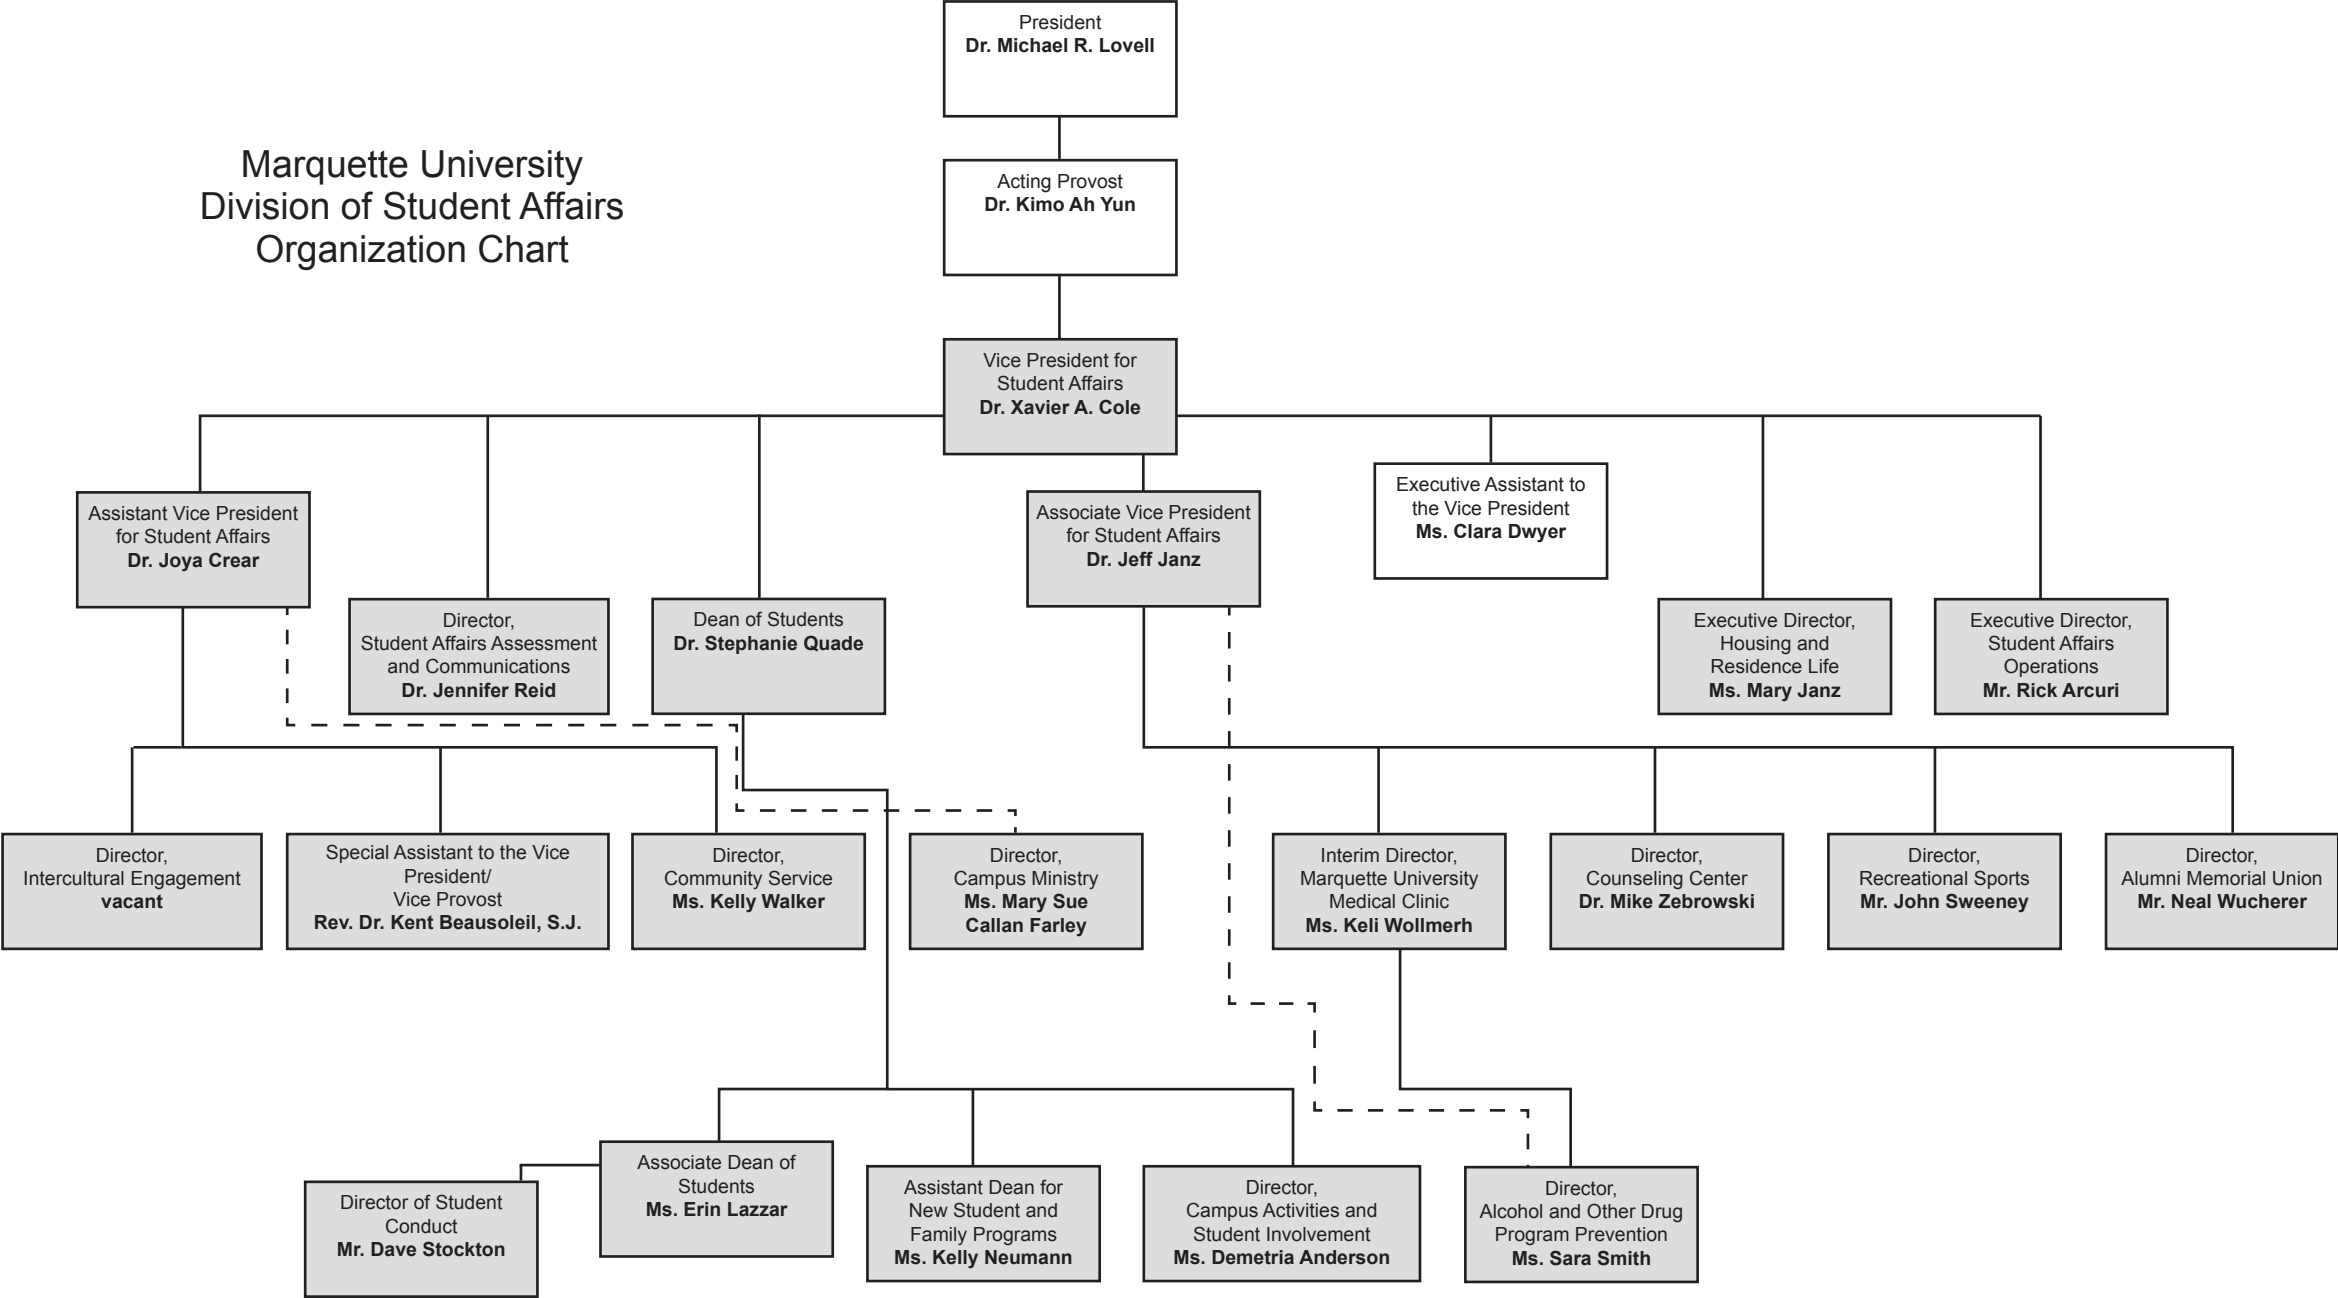 President
Dr. Michael R. Lovell
Marquette University
Division of Student Affairs
Organization Chart
Acting Provost
Dr. Kimo Ah Yun
Vice President for
Student Affairs
Dr. Xavier A. Cole
Assistant Vice President
for Student Affairs
Dr. Joya Crear
Director,
Student Affairs Assessment
and Communications
Dr. Jennifer Reid
Dean of Students
Dr. Stephanie Quade
Associate Vice President
for Student Affairs
Dr. Jeff Janz
Executive Assistant to
the Vice President
Ms. Clara Dwyer
Executive Director,
Housing and
Residence Life
Ms. Mary Janz
Executive Director,
Student Affairs
Operations
Mr. Rick Arcuri
Director,
Intercultural Engagement
vacant
Special Assistant to the Vice
President/
Vice Provost
Rev. Dr. Kent Beausoleil, S.J.
Director,
Community Service
Ms. Kelly Walker
Director,
Campus Ministry
Ms. Mary Sue
Callan Farley
Interim Director,
Marquette University
Medical Clinic
Ms. Keli Wollmerh
Director,
Counseling Center
Dr. Mike Zebrowski
Director,
Recreational Sports
Mr. John Sweeney
Director,
Alumni Memorial Union
Mr. Neal Wucherer
Director of Student
Conduct
Mr. Dave Stockton
Associate Dean of
Students
Ms. Erin Lazzar
Assistant Dean for
New Student and
Family Programs
Ms. Kelly Neumann
Director,
Campus Activities and
Student Involvement
Ms. Demetria Anderson
Director,
Alcohol and Other Drug
Program Prevention
Ms. Sara Smith